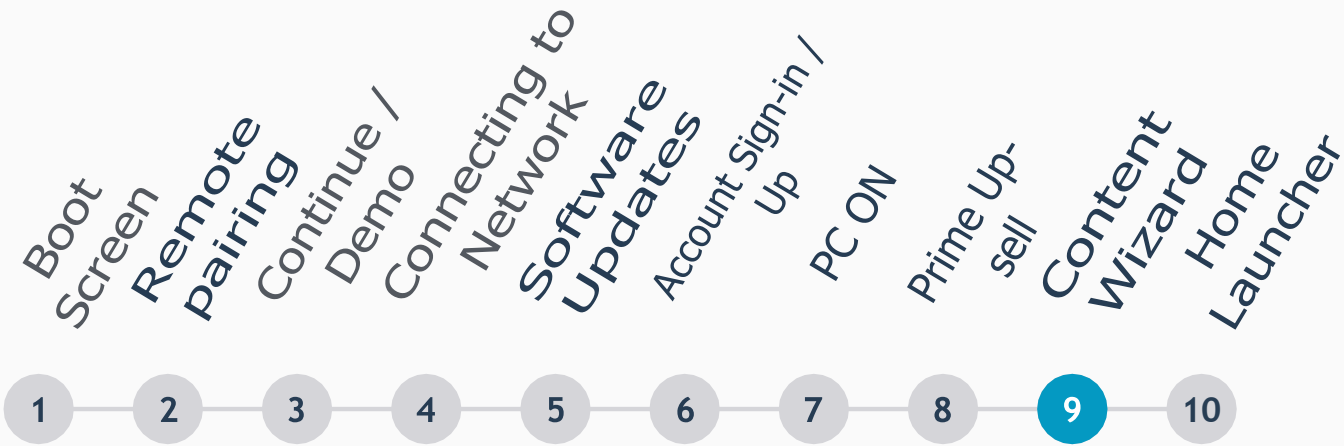 Boot
Screen
Remote
pairing
Continue /
Demo
Connecting to
Network
Software
Updates
Account Sign-in /
Up
PC ON
Prime Up-
sell
Content
Wizard
Home
Launcher
1 2 3 4 5 6 7 8 9 10